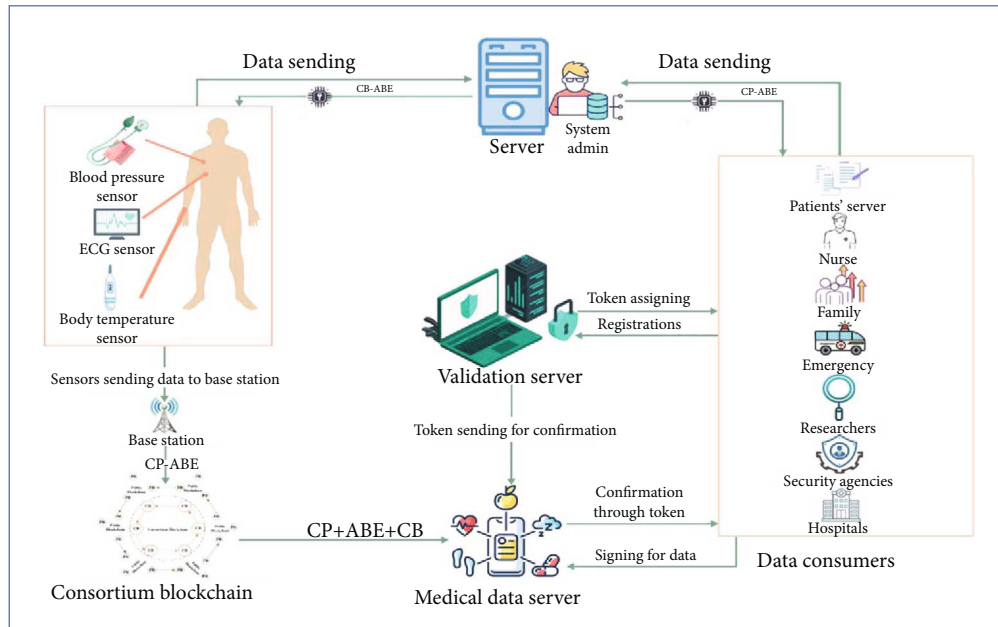 Data sending
Data sending
CB-ABE
CP-ABE
Server
System
admin
Blood pressure
sensor
ECG sensor
Body temperature
sensor
Patients' server
Nurse
Family
Emergency
Researchers
Security agencies
Hospitals
Data consumers
Token assigning
Registrations
Validation server
Sensors sending data to base station
Base station
CP-ABE
Token sending for confirmation
CP+ABE+CB
Confirmation
through token
Signing for data
Consortium blockchain
Medical data server